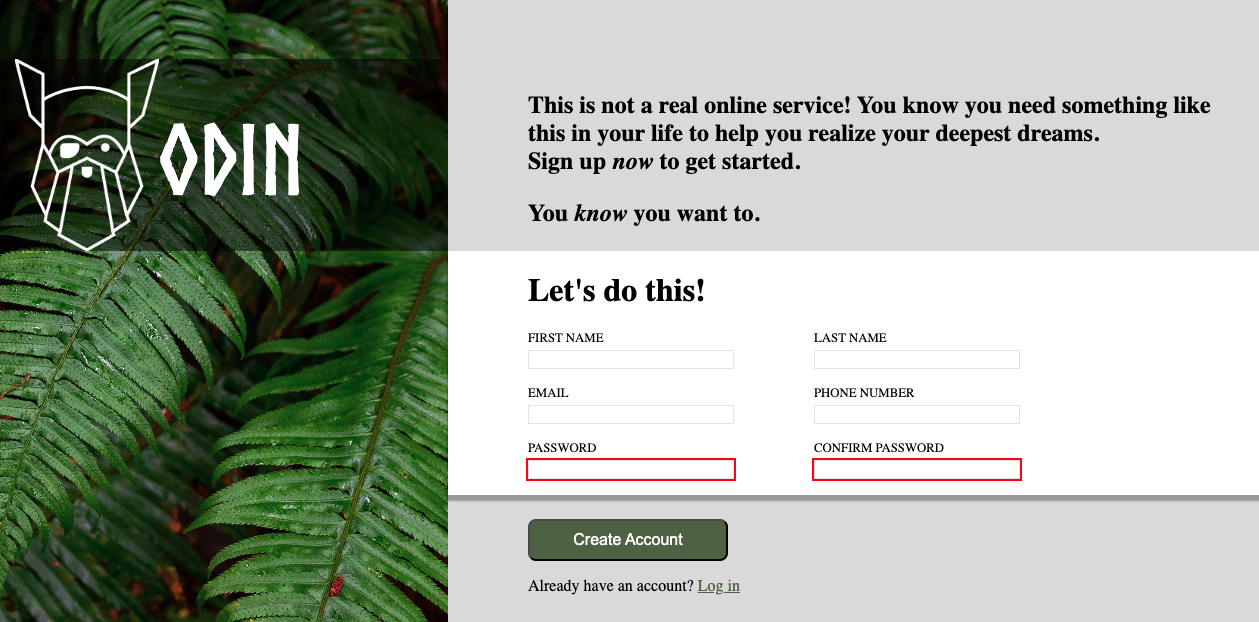 ODIN
This is not a real online service! You know you need something like
this in your life to help you realize your deepest dreams.
Sign up now to get started.
You know you want to.
Let's do this!
FIRST NAME
LAST NAME
EMAIL
PHONE NUMBER
PASSWORD
CONFIRM PASSWORD
Create Account
Already have an account? Log in